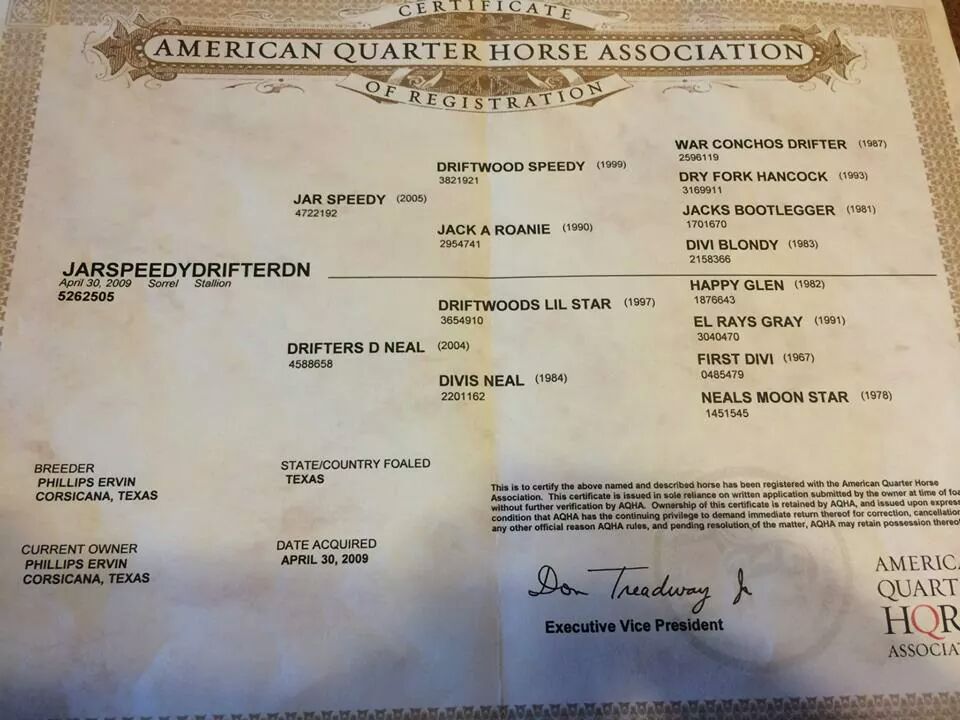 CERTIFICATE
AMERICAN QUARTER HORSE ASSOCIATION
OF REGISTRATION
WAR CONCHOS DRIFTER (1987)
2596119
DRIFTWOOD SPEEDY (1999)
3821921
DRY FORK HANCOCK (1993)
3169911
JAR SPEEDY (2005)
4722192
JACKS BOOTLEGGER (1981)
1701670
JACK A ROANIE (1990)
2954741
DIVI BLONDY (1983)
2158366
JARSPEEDYDRIFTERDN
April 30, 2009 Sorrel Stallion
5262505
HAPPY GLEN (1982)
1876643
DRIFTWOODS LIL STAR (1997)
3654910
EL RAYS GRAY (1991)
3040470
DRIFTERS D NEAL (2004)
4588658
FIRST DIVI (1967)
0485479
DIVIS NEAL (1984)
2201162
NEALS MOON STAR (1978)
1451545
BREEDER
PHILLIPS ERVIN
CORSICANA, TEXAS
STATE/COUNTRY FOALED
TEXAS
CURRENT OWNER
PHILLIPS ERVIN
CORSICANA, TEXAS
DATE ACQUIRED
APRIL 30, 2009
This is to certify the above named and described horse has been registered with the American Quarter Horse
Association. This certificate is issued in sole reliance on written application submitted by the owner at time of foa
without further verification by AQHA. Ownership of this certificate is retained by AQHA, and issued upon express
condition that AQHA has the continuing privilege to demand immediate return thereof for correction, cancellation
any other official reason AQHA rules, and pending resolution of the matter, AQHA may retain possession thereo
Don Treadway Jr
Executive Vice President
AMERICA
QUART
HQR
ASSOCIA